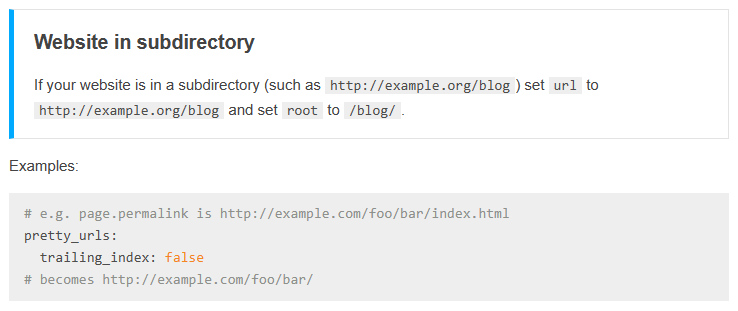 Website in subdirectory
If your website is in a subdirectory (such as http://example.org/blog ) set url to
http://example.org/blog and set root to /blog/ .
Examples:
# e.g. page.permalink is http://example.com/foo/bar/index.html
pretty_urls:
  trailing_index: false
# becomes http://example.com/foo/bar/